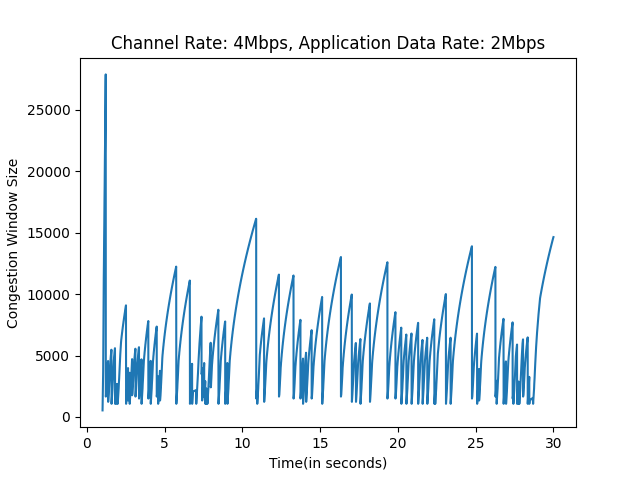 Channel Rate: 4Mbps, Application Data Rate: 2Mbps
Congestion Window Size
25000
20000
15000
10000
5000
0
0 5 10 15 20 25 30
Time(in seconds)